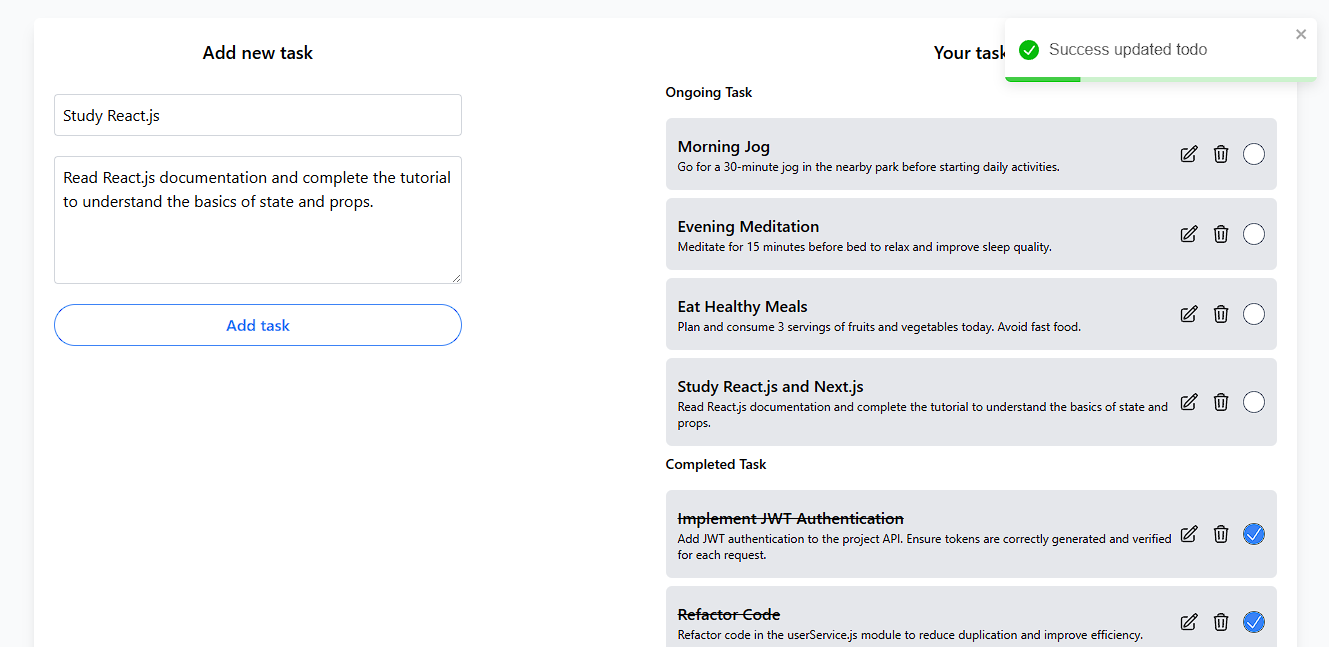 Add new task
Study React.js
Read React.js documentation and complete the tutorial
to understand the basics of state and props.
Add task
Your task
Success updated todo
Ongoing Task
Morning Jog
Go for a 30-minute jog in the nearby park before starting daily activities.
Evening Meditation
Meditate for 15 minutes before bed to relax and improve sleep quality.
Eat Healthy Meals
Plan and consume 3 servings of fruits and vegetables today. Avoid fast food.
Study React.js and Next.js
Read React.js documentation and complete the tutorial to understand the basics of state and
props.
Completed Task
Implement JWT Authentication
Add JWT authentication to the project API. Ensure tokens are correctly generated and verified
for each request.
Refactor Code
Refactor code in the userService.js module to reduce duplication and improve efficiency.